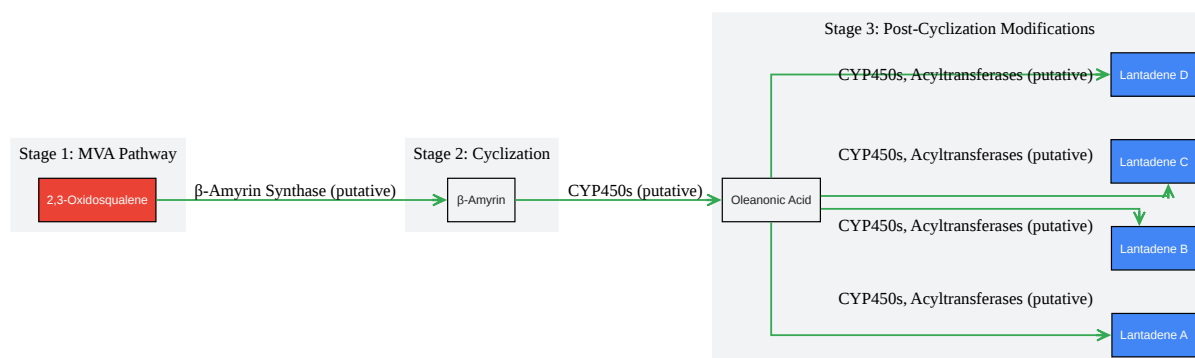 Stage 3: Post-Cyclization Modifications
CYP450s, Acyltransferases (putative)
Lantadene D
Stage 1: MVA Pathway
Stage 2: Cyclization
CYP450s, Acyltransferases (putative)
Lantadene C
2,3-Oxidosqualene
β-Amyrin Synthase (putative)
β-Amyrin
CYP450s (putative)
Oleanonic Acid
CYP450s, Acyltransferases (putative)
Lantadene B
CYP450s, Acyltransferases (putative)
Lantadene A